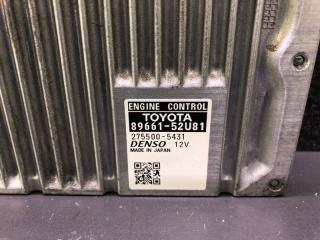 ENGINE CONTROL
TOYOTA
89661-52U81
275500-5431
DENSO 12V
MADE IN JAPAN